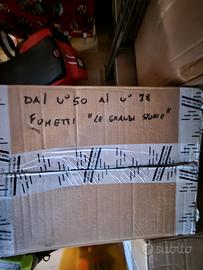 DAL N° 50 AL N° 78
FUMETTI "LE GRANDI STORIE"
subito